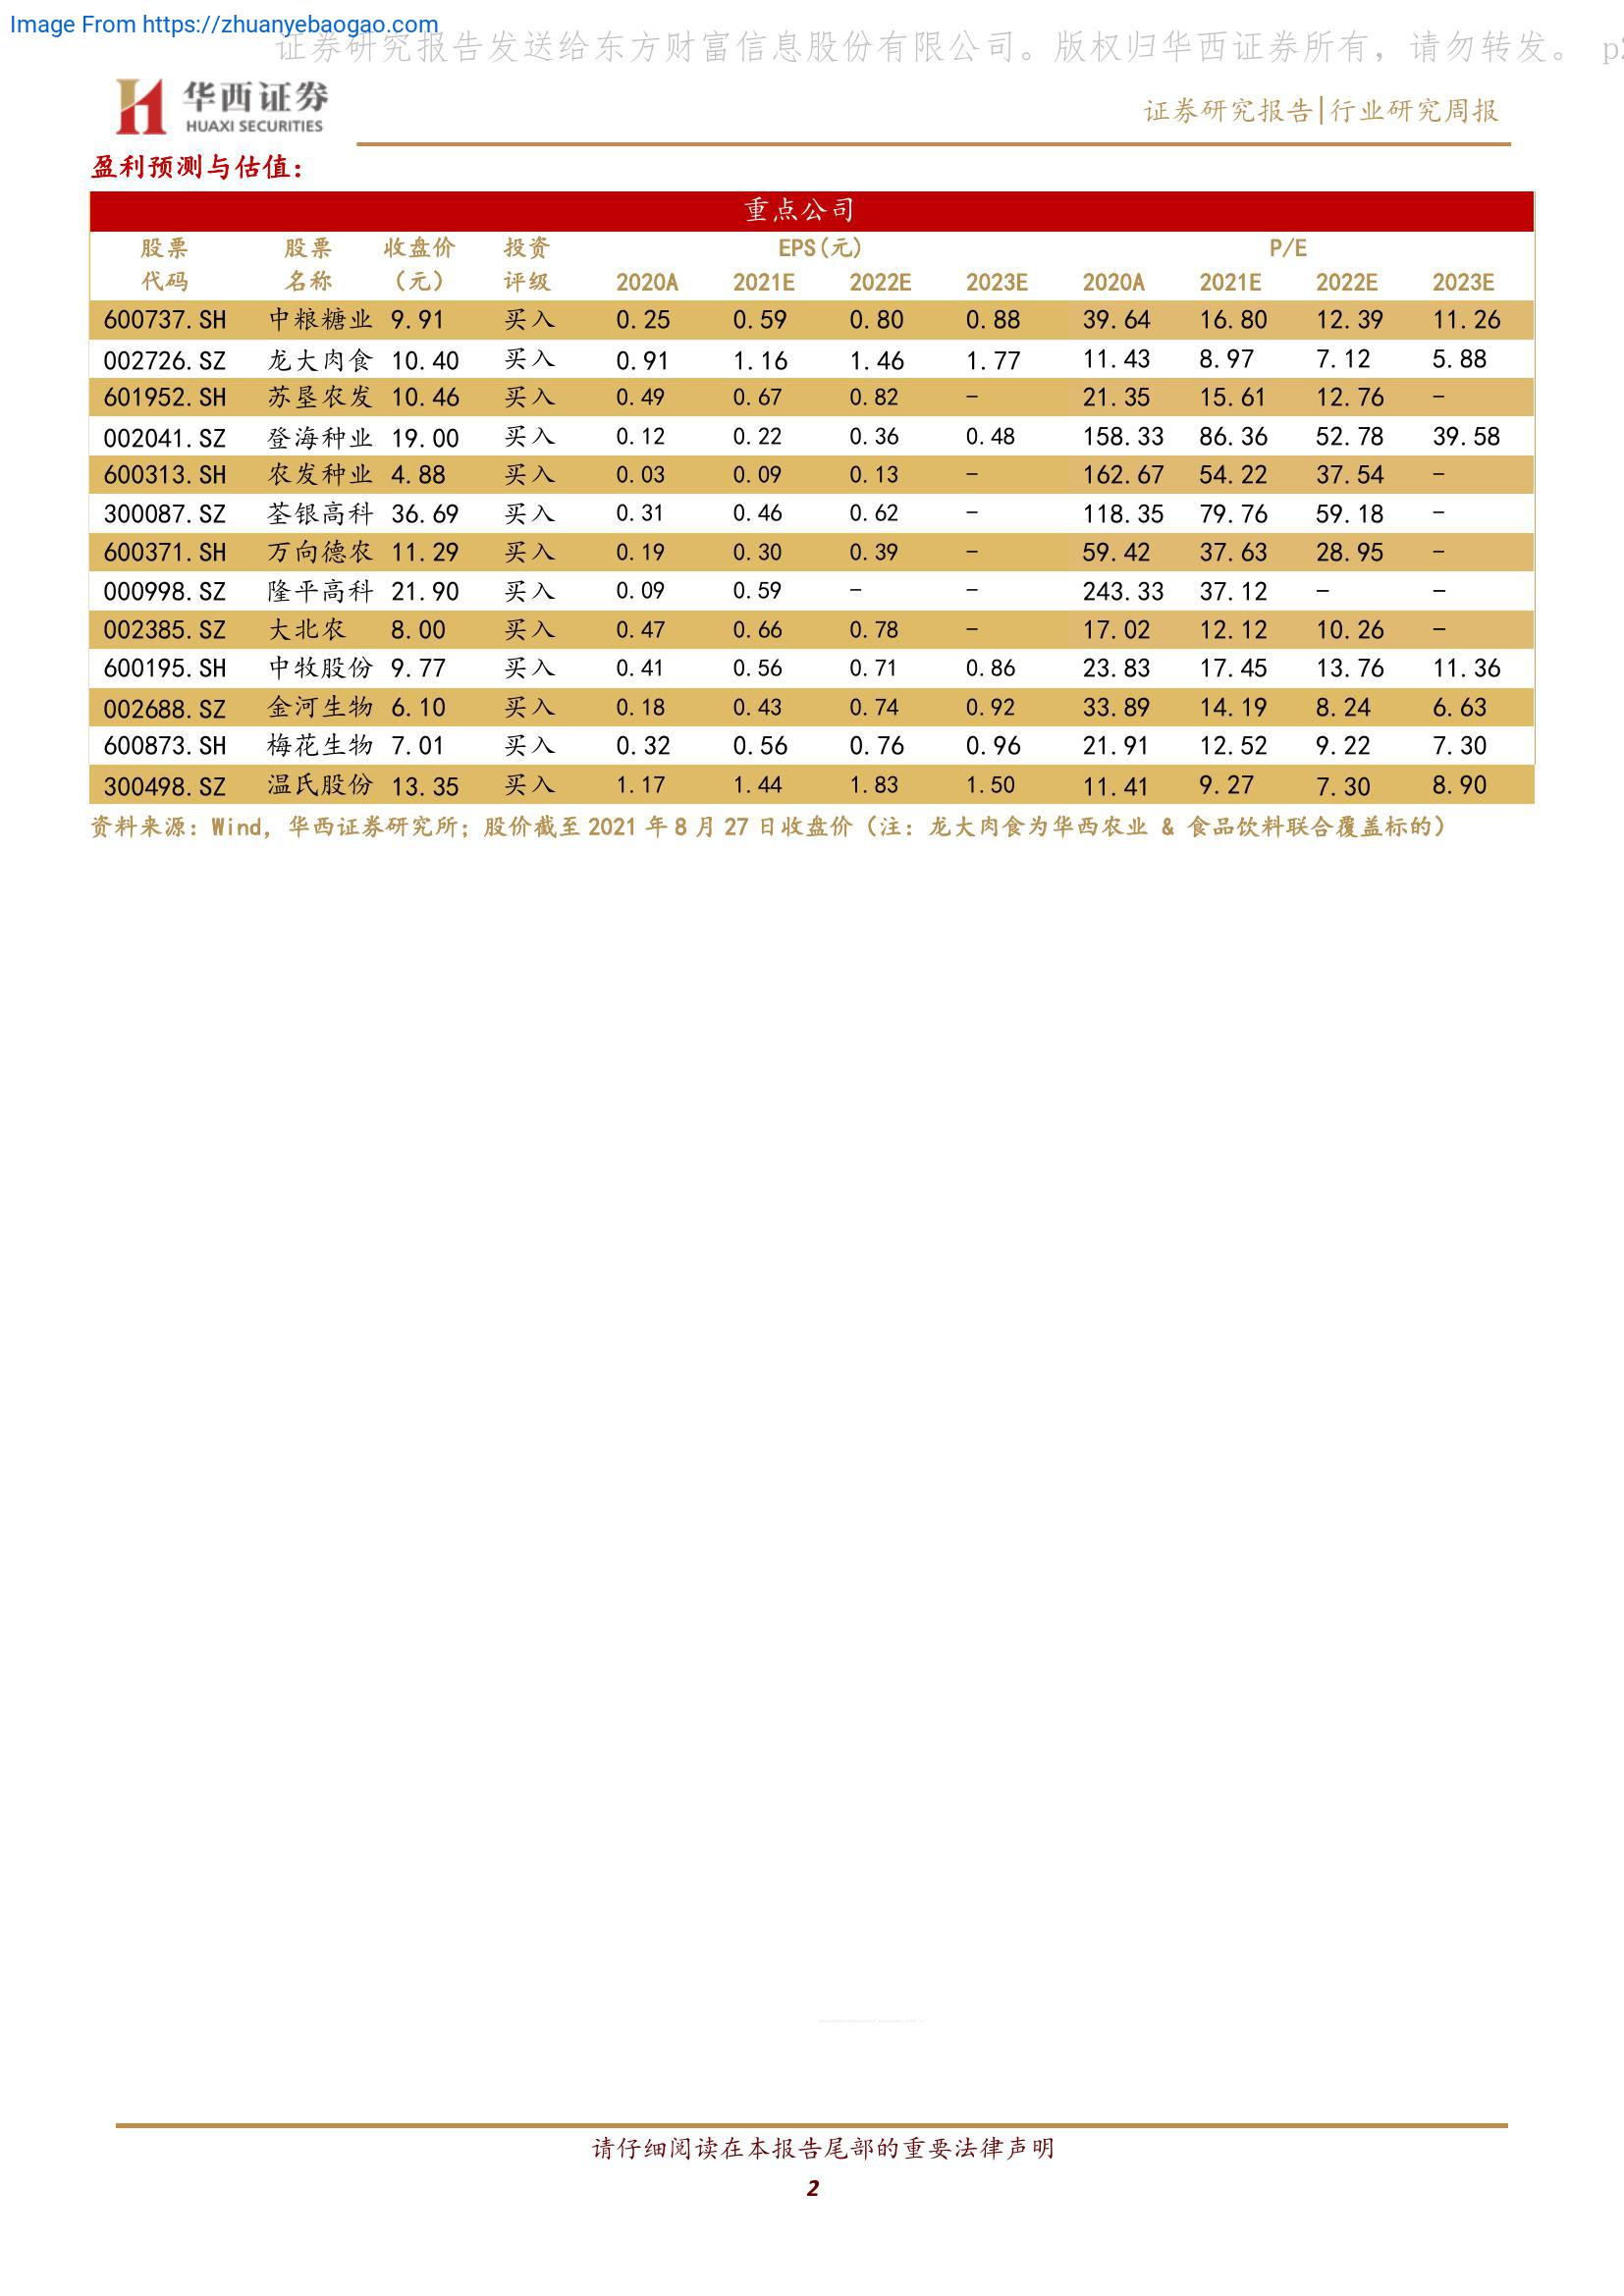 Image From https://zhuanyebaogao.com
证券研究报告发送给东方财富信息股份有限公司。版权归华西证券所有，请勿转发。 p2
华西证券
HUAXI SECURITIES
证券研究报告|行业研究周报
盈利预测与估值：
重点公司
股票 股票 收盘价 投资 EPS(元) P/E
代码 名称 （元） 评级 2020A 2021E 2022E 2023E 2020A 2021E 2022E 2023E
600737.SH 中粮糖业 9.91 买入 0.25 0.59 0.80 0.88 39.64 16.80 12.39 11.26
002726.SZ 龙大肉食 10.40 买入 0.91 1.16 1.46 1.77 11.43 8.97 7.12 5.88
601952.SH 苏垦农发 10.46 买入 0.49 0.67 0.82 - 21.35 15.61 12.76 -
002041.SZ 登海种业 19.00 买入 0.12 0.22 0.36 0.48 158.33 86.36 52.78 39.58
600313.SH 农发种业 4.88 买入 0.03 0.09 0.13 - 162.67 54.22 37.54 -
300087.SZ 荃银高科 36.69 买入 0.31 0.46 0.62 - 118.35 79.76 59.18 -
600371.SH 万向德农 11.29 买入 0.19 0.30 0.39 - 59.42 37.63 28.95 -
000998.SZ 隆平高科 21.90 买入 0.09 0.59 - - 243.33 37.12 - -
002385.SZ 大北农 8.00 买入 0.47 0.66 0.78 - 17.02 12.12 10.26 -
600195.SH 中牧股份 9.77 买入 0.41 0.56 0.71 0.86 23.83 17.45 13.76 11.36
002688.SZ 金河生物 6.10 买入 0.18 0.43 0.74 0.92 33.89 14.19 8.24 6.63
600873.SH 梅花生物 7.01 买入 0.32 0.56 0.76 0.96 21.91 12.52 9.22 7.30
300498.SZ 温氏股份 13.35 买入 1.17 1.44 1.83 1.50 11.41 9.27 7.30 8.90
资料来源：Wind，华西证券研究所；股价截至 2021 年 8 月 27 日收盘价（注：龙大肉食为华西农业 & 食品饮料联合覆盖标的）
请仔细阅读在本报告尾部的重要法律声明
2